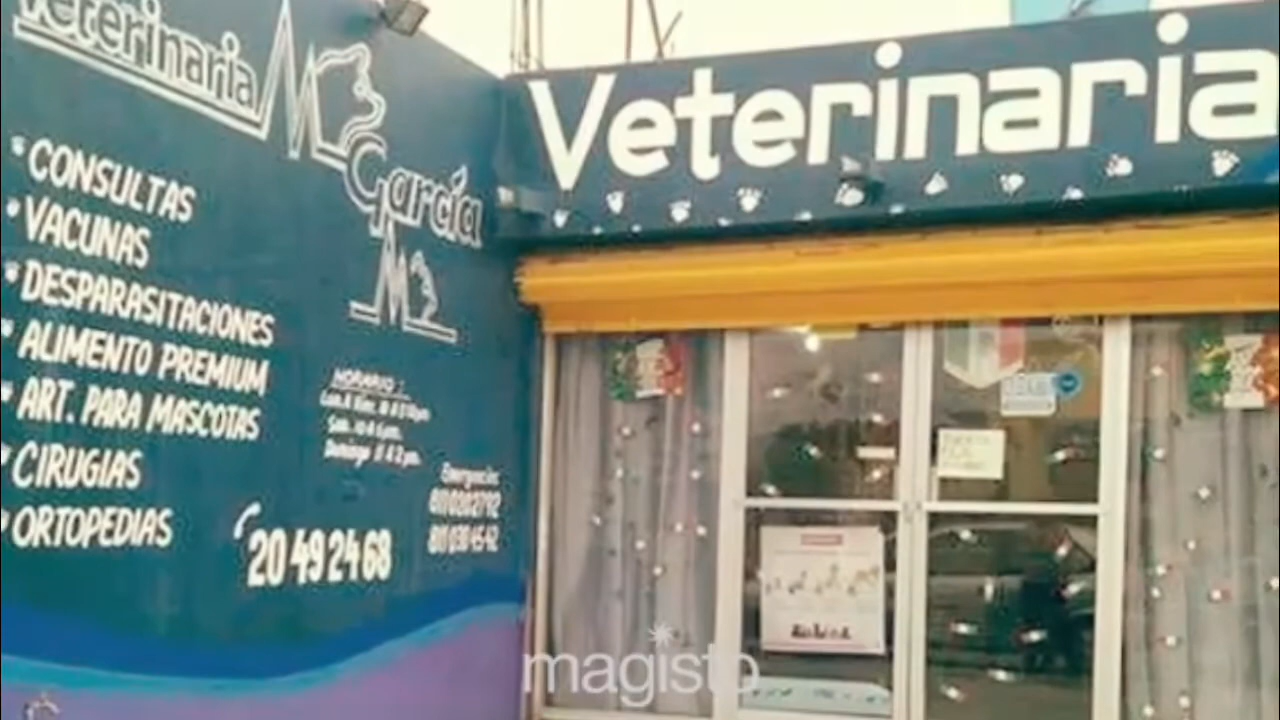 Veterinaria
García
* CONSULTAS
* VACUNAS
* DESPARASITACIONES
* ALIMENTO PREMIUM
* ART. PARA MASCOTAS
* CIRUGIAS
* ORTOPEDIAS
HORARIO:
20 49 24 68
Emergencias
Veterinaria
magisto